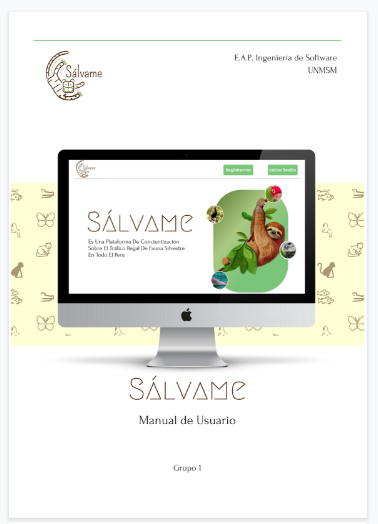 E.A.P. Ingeniería de Software
UNMSM
Sálvame
Sálvame
Registrarse
Iniciar Sesión
SÁLVAME
Es Una Plataforma De Concientización
Sobre El Tráfico Ilegal De Fauna Silvestre
En Todo El Perú
SÁLVAME
Manual de Usuario
Grupo 1